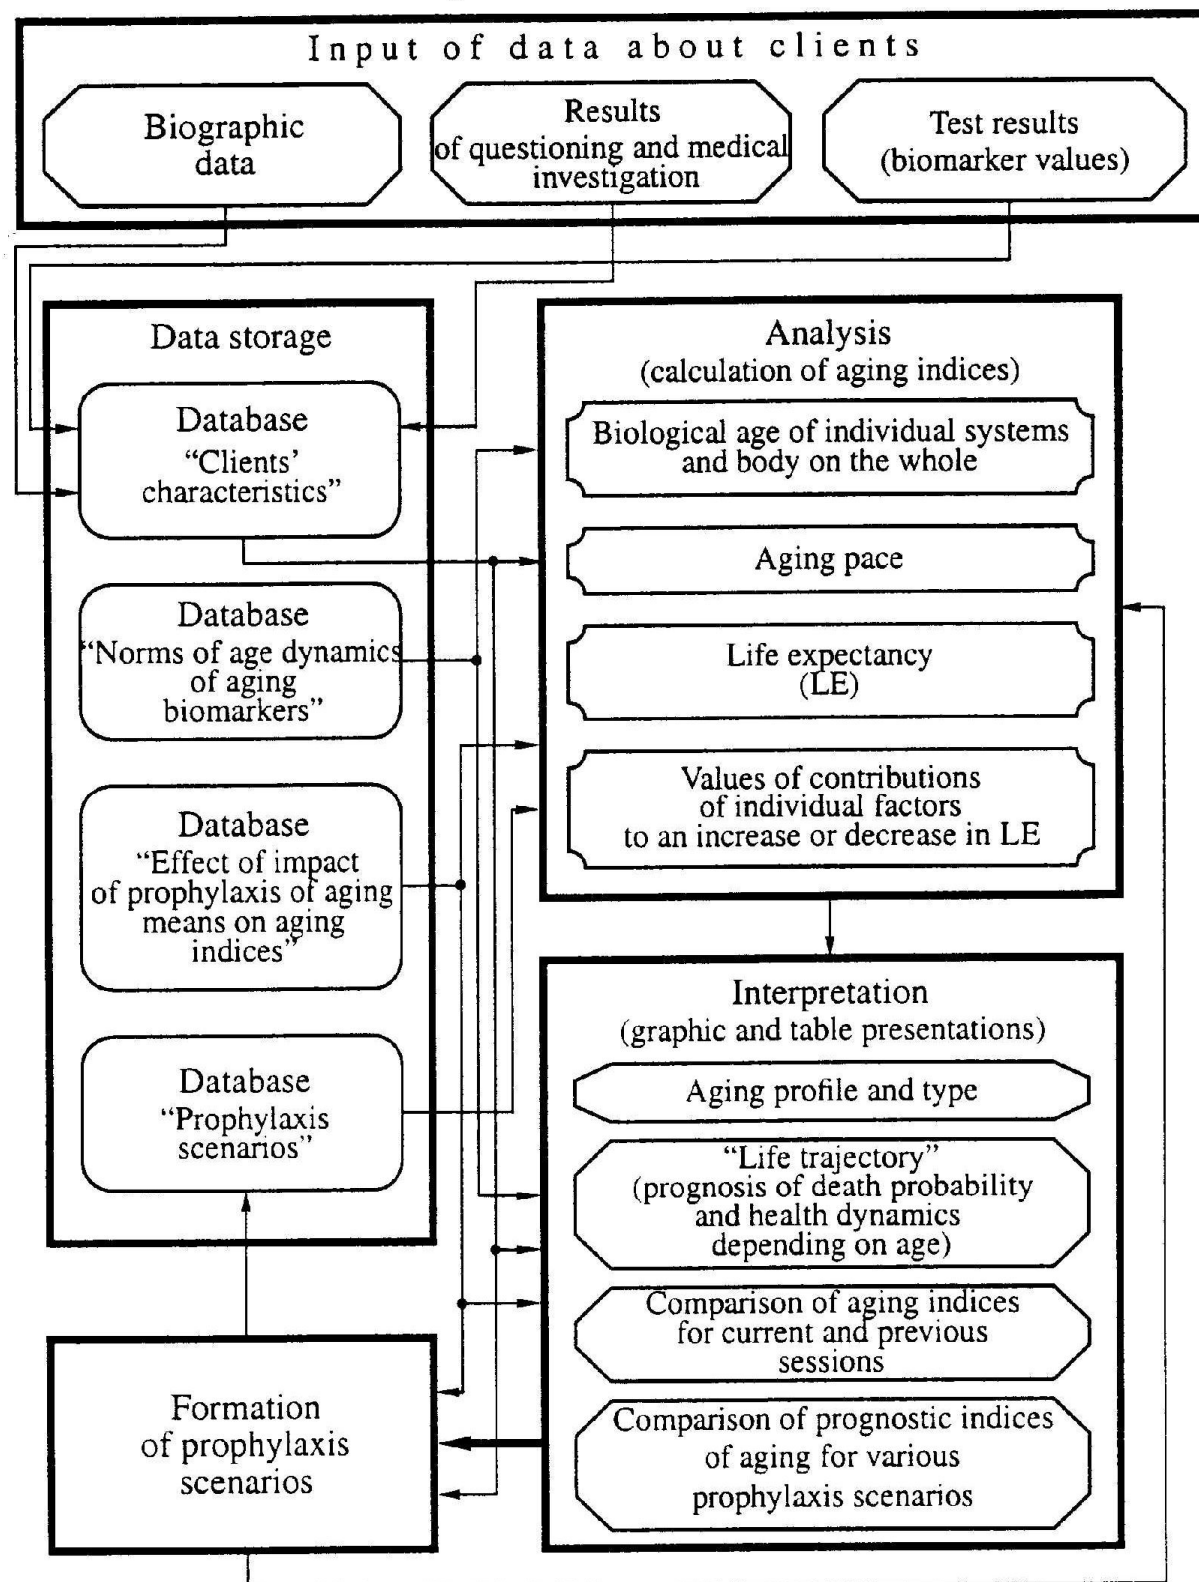 Input of data about clients
Biographic
data
Results
of questioning and medical
investigation
Test results
(biomarker values)
Data storage
Database
“Clients’
characteristics”
Database
“Norms of age dynamics
of aging
biomarkers”
Database
“Effect of impact
of prophylaxis of aging
means on aging
indices”
Database
“Prophylaxis
scenarios”
Formation
of prophylaxis
scenarios
Analysis
(calculation of aging indices)
Biological age of individual systems
and body on the whole
Aging pace
Life expectancy
(LE)
Values of contributions
of individual factors
to an increase or decrease in LE
Interpretation
(graphic and table presentations)
Aging profile and type
“Life trajectory”
(prognosis of death probability
and health dynamics
depending on age)
Comparison of aging indices
for current and previous
sessions
Comparison of prognostic indices
of aging for various
prophylaxis scenarios